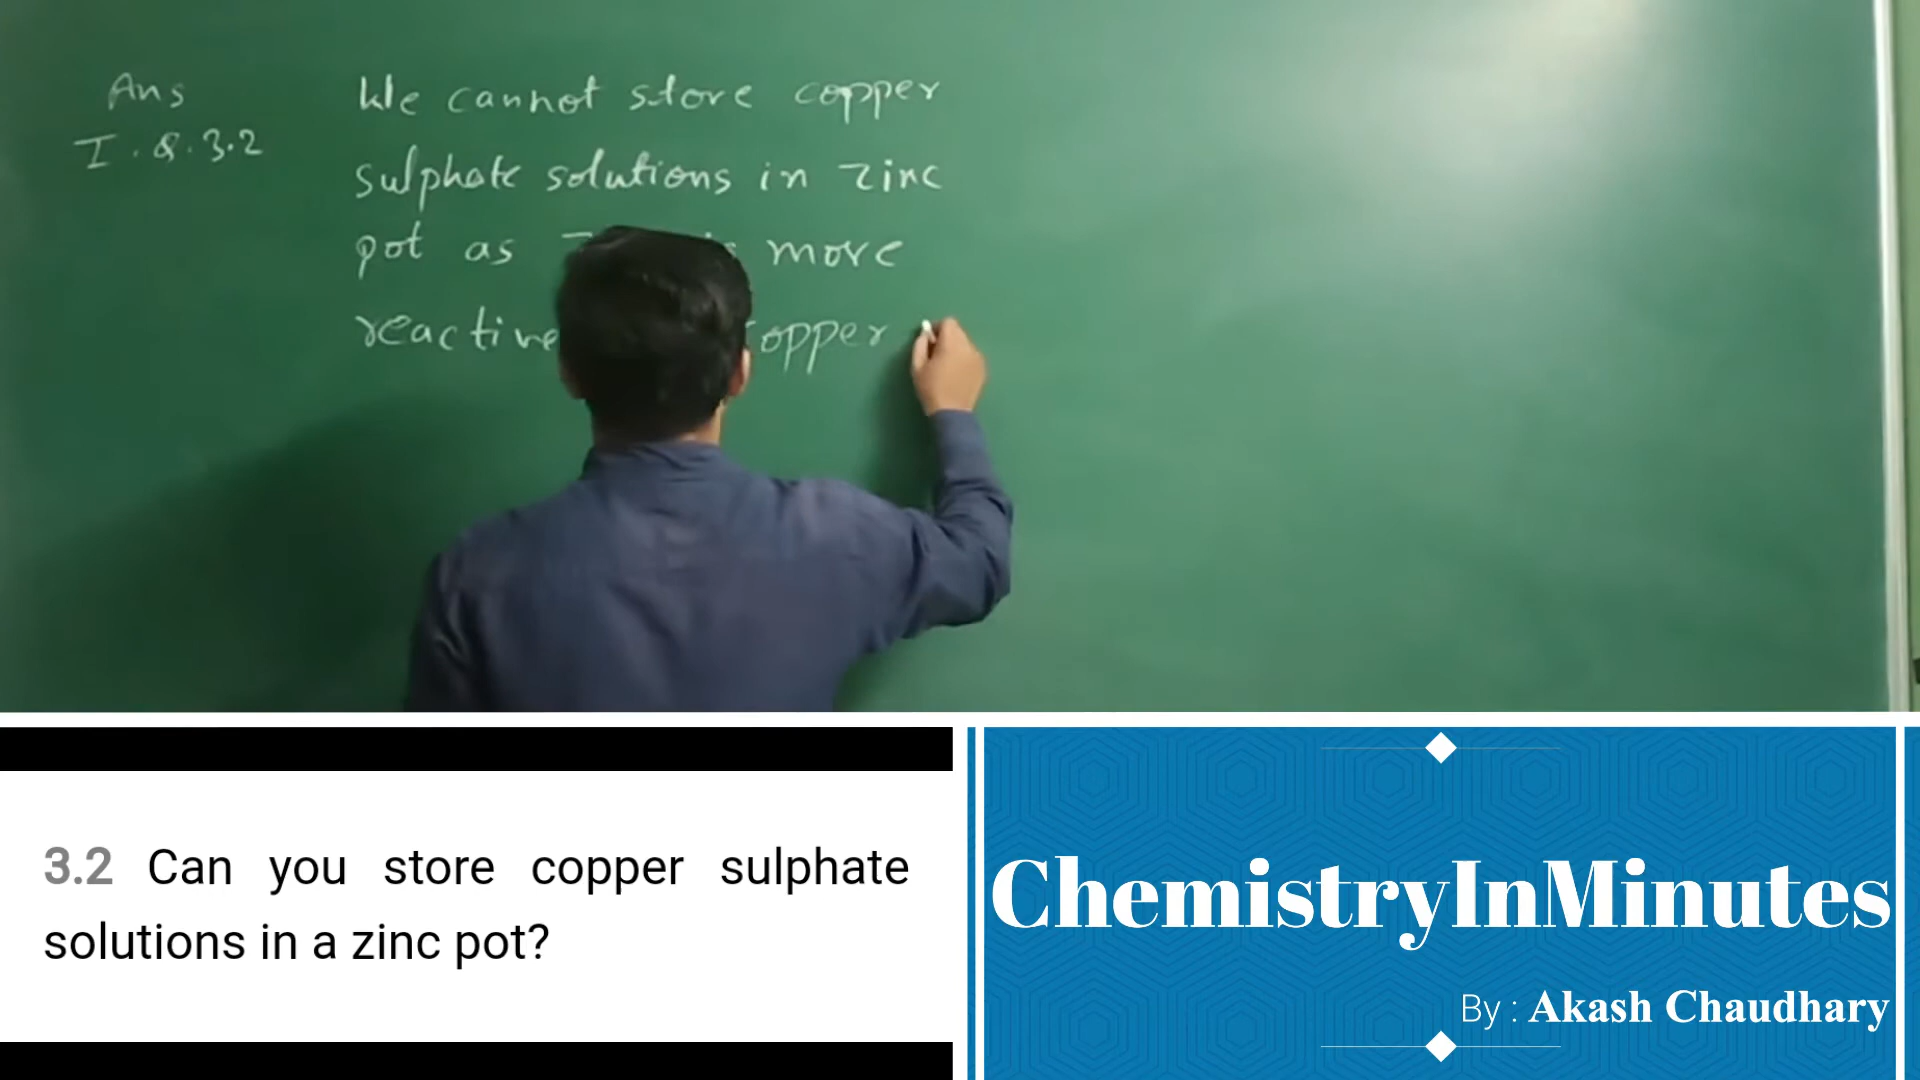 Ans
I.Q.3.2
We cannot store copper
sulphate solutions in zinc
pot as more
reactive copper
3.2 Can you store copper sulphate
solutions in a zinc pot?
ChemistryInMinutes
By : Akash Chaudhary